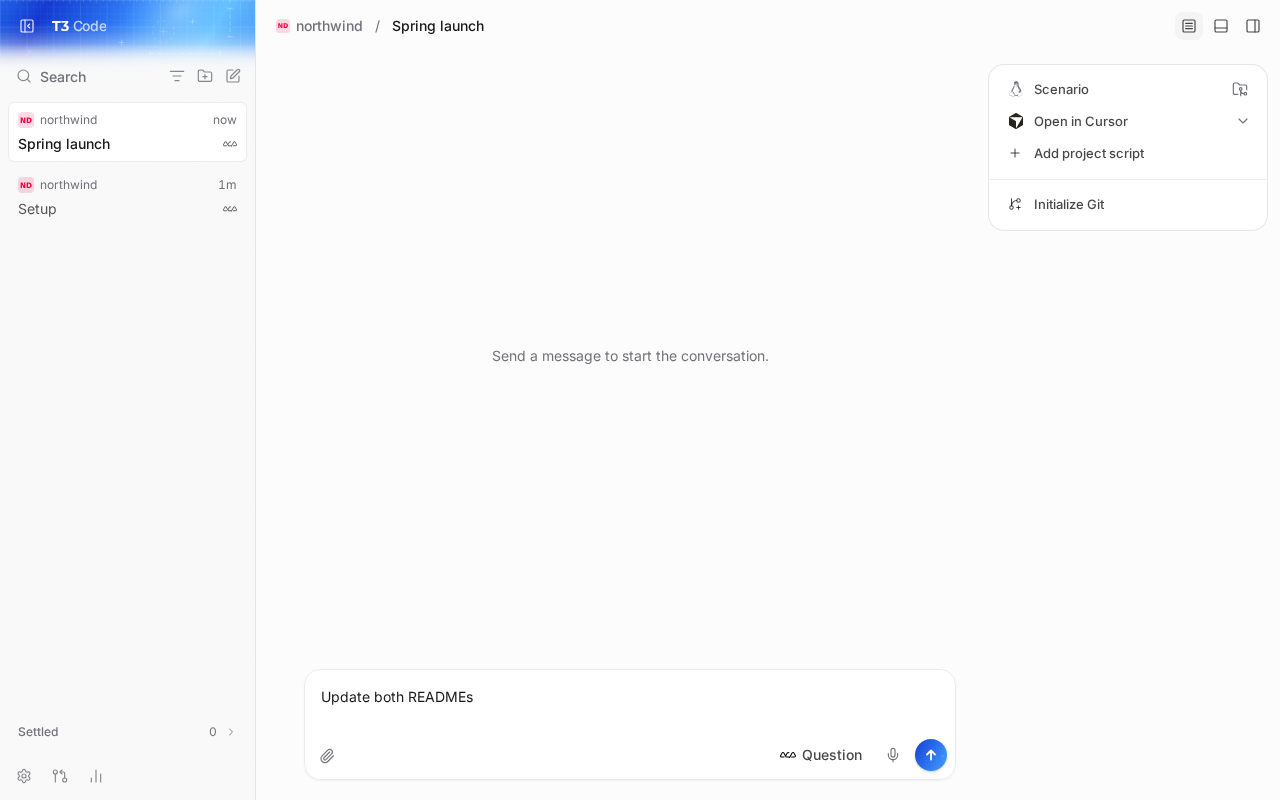 T3 Code
Search
ND northwind now
Spring launch
ND northwind 1m
Setup
Settled 0
ND northwind / Spring launch
Scenario
Open in Cursor
Add project script
Initialize Git
Send a message to start the conversation.
Update both READMEs
Question